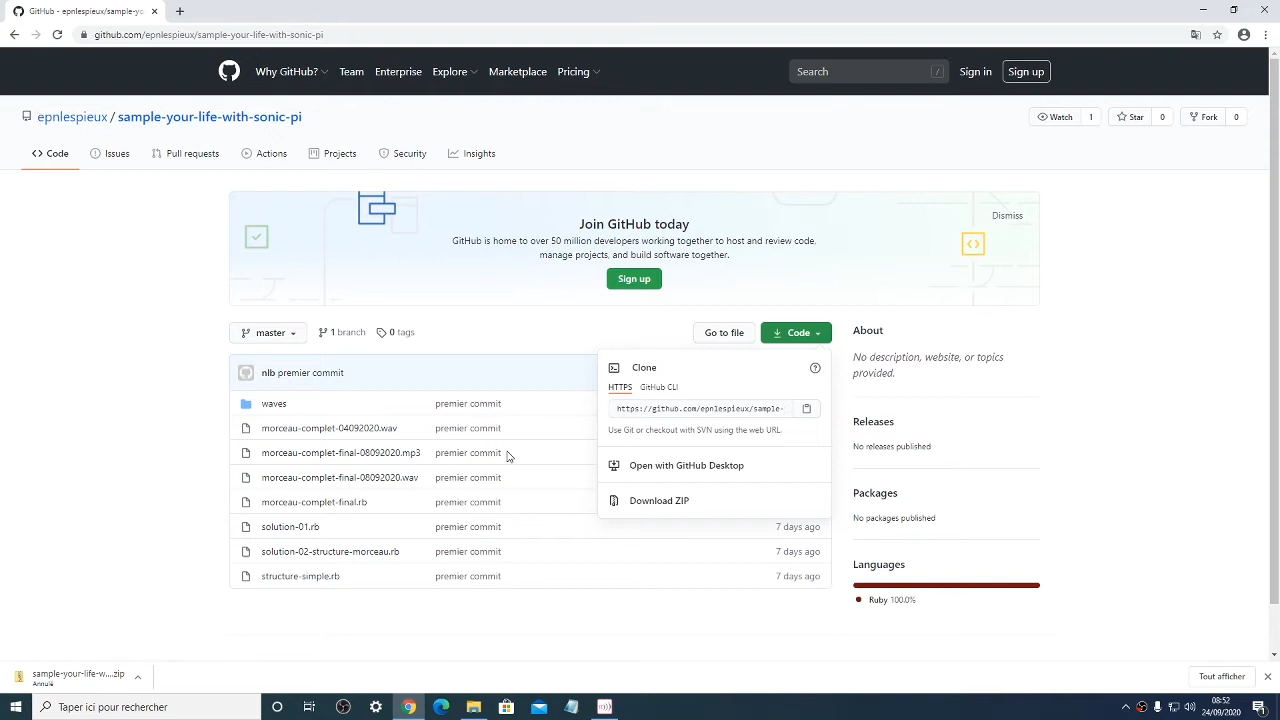 GitHub - epnlespieux/sample-yo
github.com/epnlespieux/sample-your-life-with-sonic-pi
Why GitHub? Team Enterprise Explore Marketplace Pricing Search / Sign in Sign up
epnlespieux / sample-your-life-with-sonic-pi
Watch 1 Star 0 Fork 0
Code Issues Pull requests Actions Projects Security Insights
Join GitHub today
Dismiss
GitHub is home to over 50 million developers working together to host and review code,
manage projects, and build software together.
Sign up
master 1 branch 0 tags Go to file Code
About
No description, website, or topics
provided.
nlb premier commit
Clone
HTTPS GitHub CLI
https://github.com/epnlespieux/sample-
Use Git or checkout with SVN using the web URL.
Open with GitHub Desktop
Download ZIP
waves premier commit
morceau-complet-04092020.wav premier commit
morceau-complet-final-08092020.mp3 premier commit
morceau-complet-final-08092020.wav premier commit
morceau-complet-final.rb premier commit
solution-01.rb premier commit 7 days ago
solution-02-structure-morceau.rb premier commit 7 days ago
structure-simple.rb premier commit 7 days ago
Releases
No releases published
Packages
No packages published
Languages
Ruby 100.0%
sample-your-life-w....zip
Annulé
Tout afficher
Taper ici pour rechercher
08:52
24/09/2020